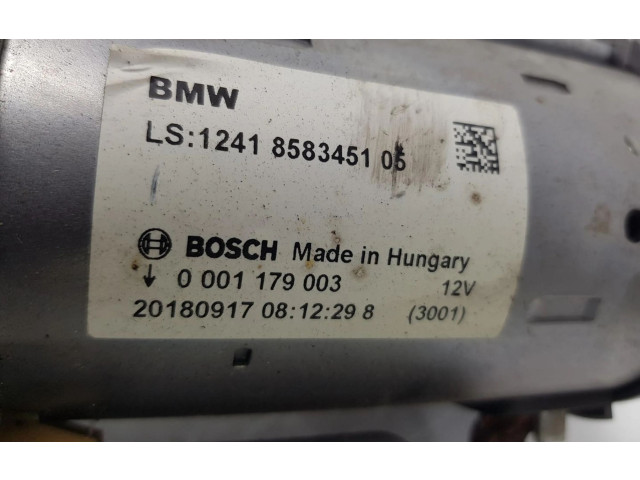 BMW
LS:1241 8583451 05
BOSCH Made in Hungary
0 001 179 003 12V
20180917 08:12:29 8 (3001)